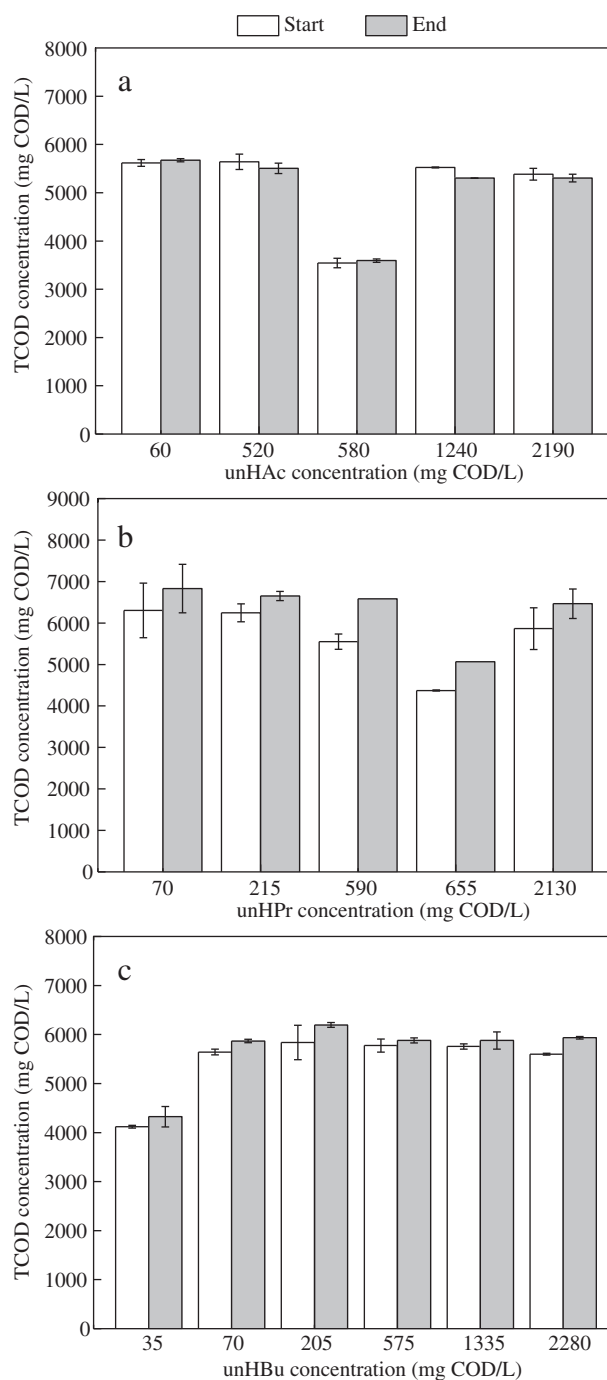 Start End
a
TCOD concentration (mg COD/L)
8000
7000
6000
5000
4000
3000
2000
1000
0
60 520 580 1240 2190
unHAc concentration (mg COD/L)
b
TCOD concentration (mg COD/L)
9000
8000
7000
6000
5000
4000
3000
2000
1000
0
70 215 590 655 2130
unHPr concentration (mg COD/L)
c
TCOD concentration (mg COD/L)
8000
7000
6000
5000
4000
3000
2000
1000
0
35 70 205 575 1335 2280
unHBu concentration (mg COD/L)